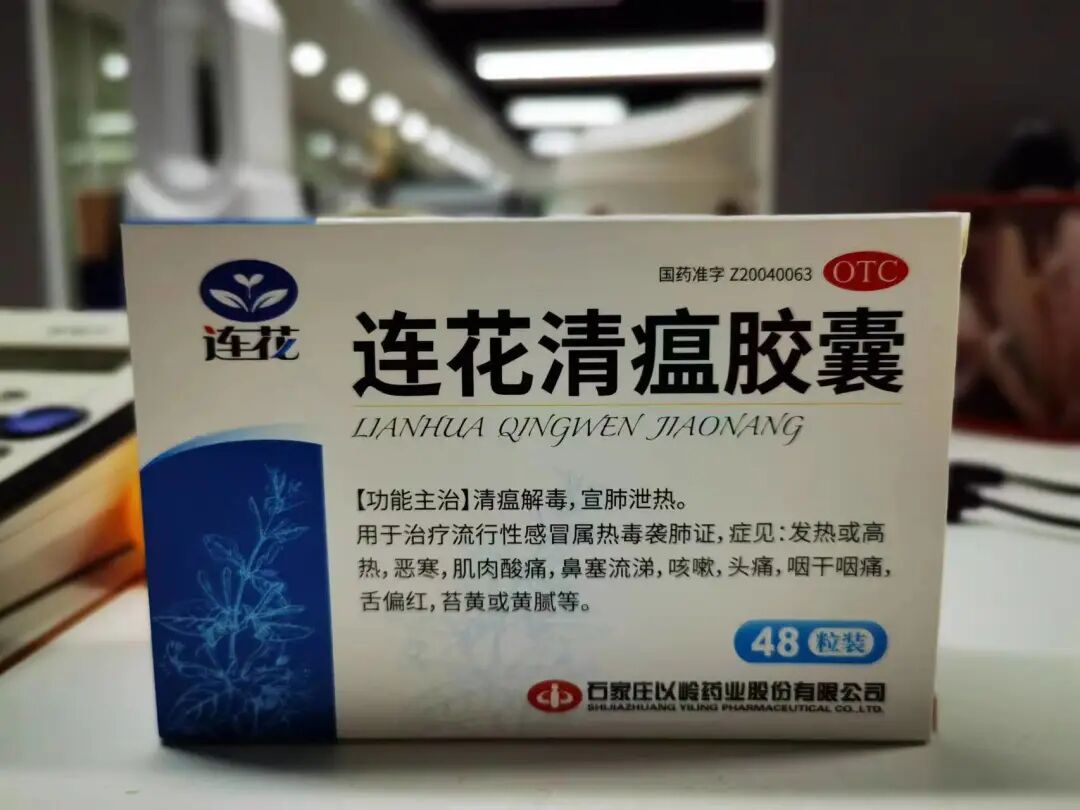 国药准字 Z20040063 OTC
连花
连花清瘟胶囊
LIANHUA QINGWEN JIAONANG
【功能主治】清瘟解毒，宣肺泄热。
用于治疗流行性感冒属热毒袭肺证，症见：发热或高
热，恶寒，肌肉酸痛，鼻塞流涕，咳嗽，头痛，咽干咽痛，
舌偏红，苔黄或黄腻等。
48粒装
石家庄以岭药业股份有限公司
SHIJIAZHUANG YILING PHARMACEUTICAL CO.,LTD.